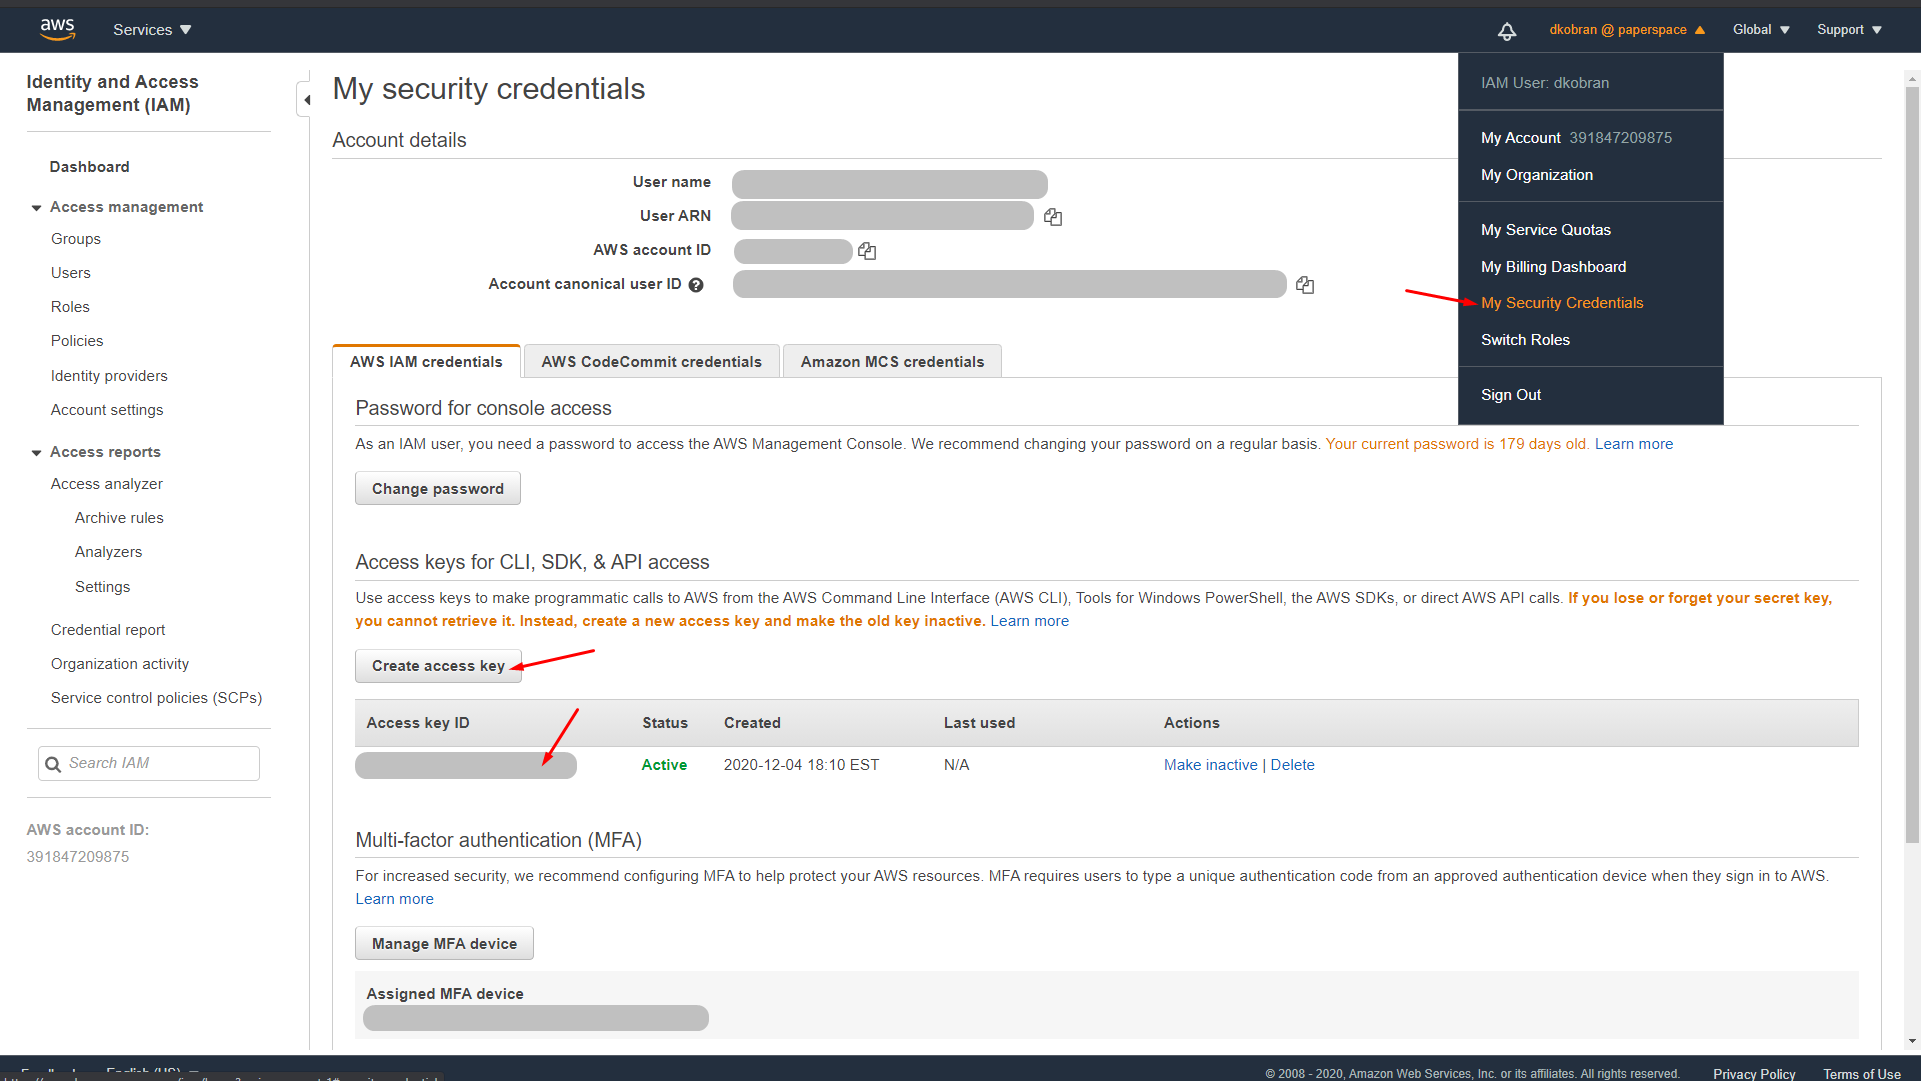 aws
Services
dkobran @ paperspace
Global
Support
Identity and Access
Management (IAM)
Dashboard
Access management
Groups
Users
Roles
Policies
Identity providers
Account settings
Access reports
Access analyzer
Archive rules
Analyzers
Settings
Credential report
Organization activity
Service control policies (SCPs)
Search IAM
AWS account ID:
391847209875
My security credentials
Account details
User name
User ARN
AWS account ID
Account canonical user ID ?
IAM User: dkobran
My Account 391847209875
My Organization
My Service Quotas
My Billing Dashboard
My Security Credentials
Switch Roles
Sign Out
AWS IAM credentials
AWS CodeCommit credentials
Amazon MCS credentials
Password for console access
As an IAM user, you need a password to access the AWS Management Console. We recommend changing your password on a regular basis. Your current password is 179 days old. Learn more
Change password
Access keys for CLI, SDK, & API access
Use access keys to make programmatic calls to AWS from the AWS Command Line Interface (AWS CLI), Tools for Windows PowerShell, the AWS SDKs, or direct AWS API calls. If you lose or forget your secret key,
you cannot retrieve it. Instead, create a new access key and make the old key inactive. Learn more
Create access key
Access key ID Status Created Last used Actions
Active 2020-12-04 18:10 EST N/A Make inactive | Delete
Multi-factor authentication (MFA)
For increased security, we recommend configuring MFA to help protect your AWS resources. MFA requires users to type a unique authentication code from an approved authentication device when they sign in to AWS.
Learn more
Manage MFA device
Assigned MFA device
English (US)
© 2008 - 2020, Amazon Web Services, Inc. or its affiliates. All rights reserved.
Privacy Policy
Terms of Use